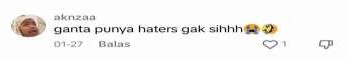 aknzaa
ganta punya haters gak sihhh😭🤣
01-27 Balas 1